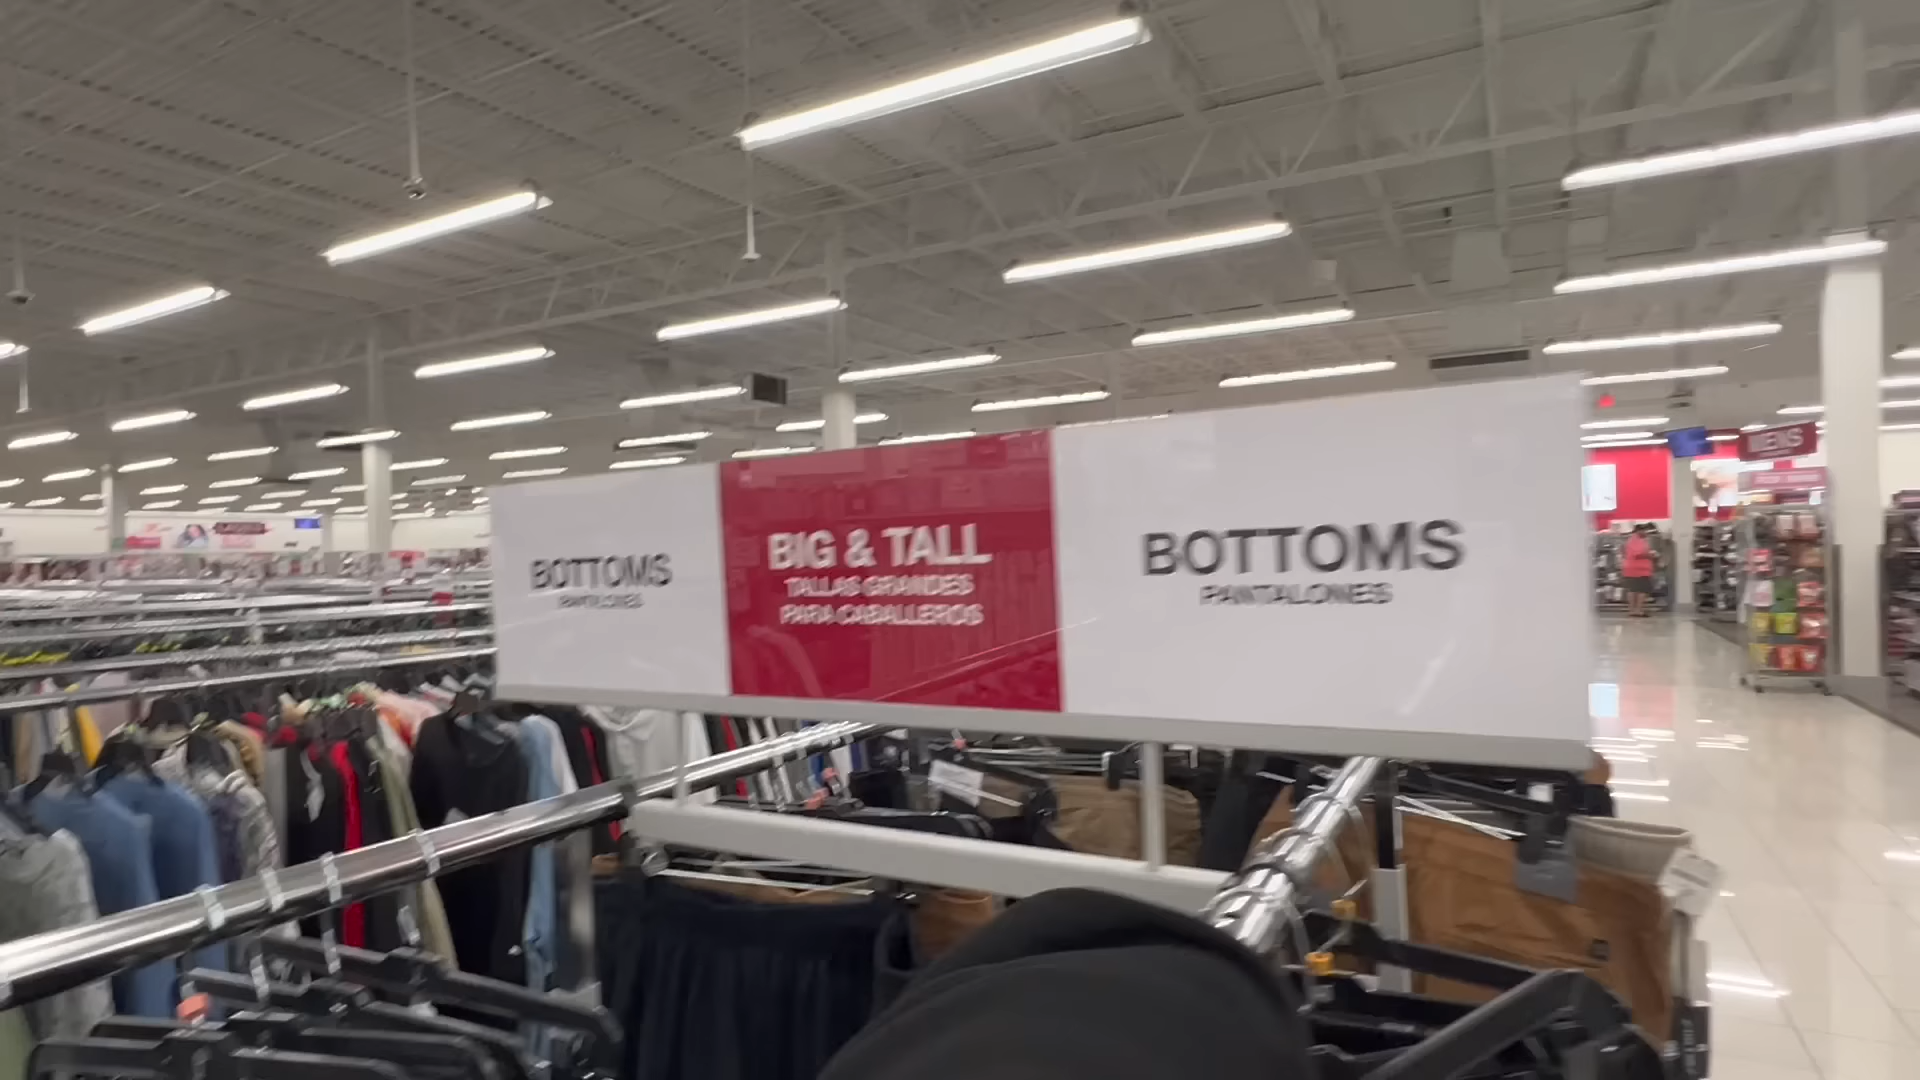 BOTTOMS
PANTALONES
BIG & TALL
TALLAS GRANDES
PARA CABALLEROS
BOTTOMS
PANTALONES
MENS